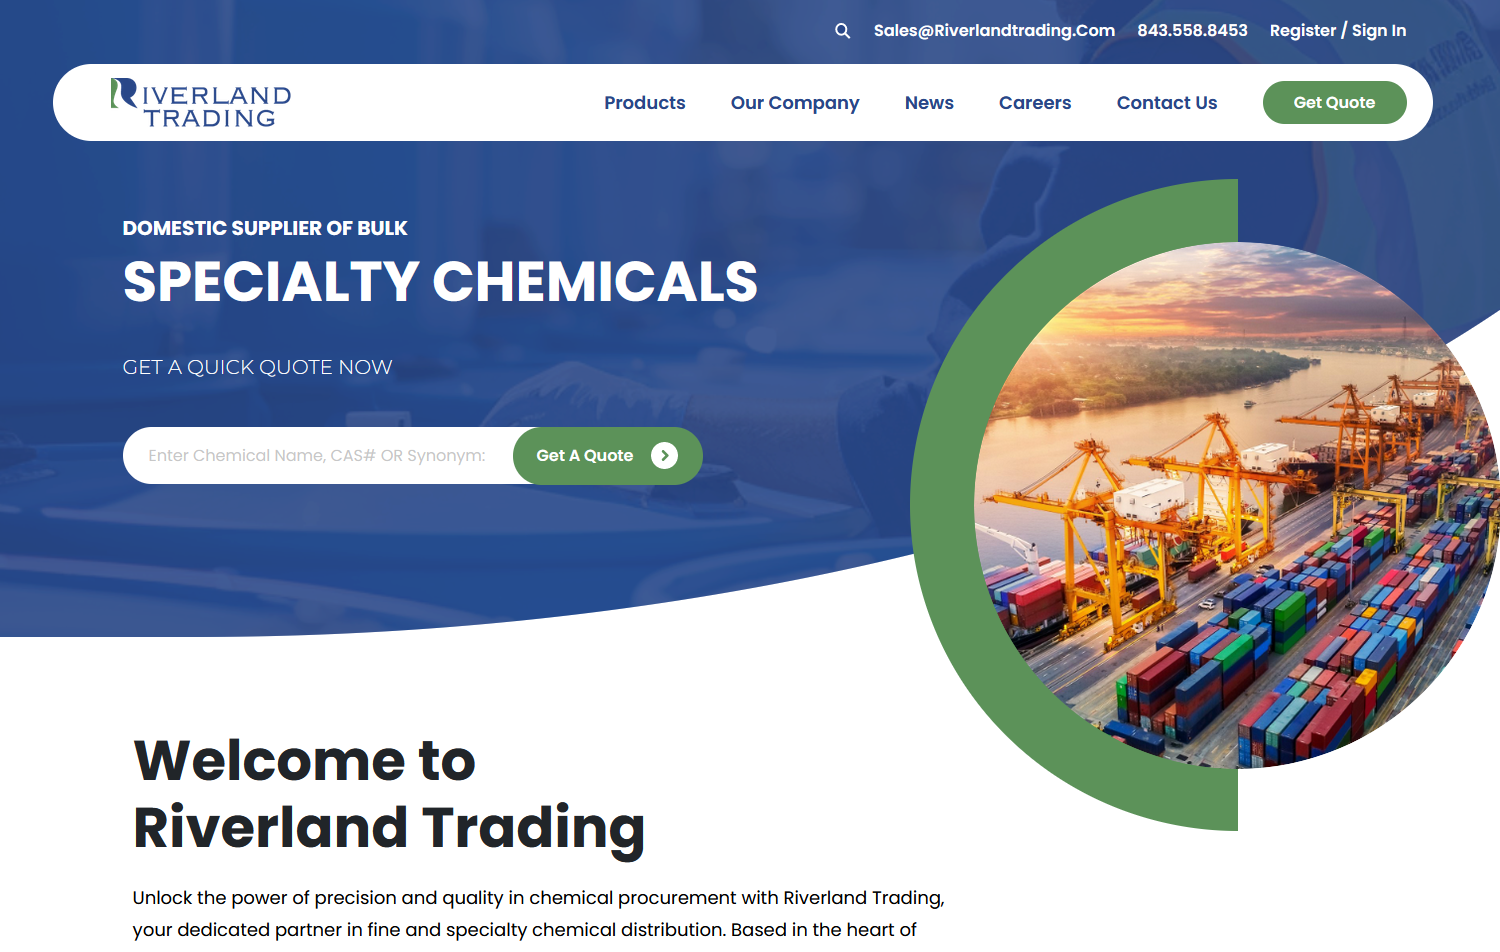 Sales@Riverlandtrading.Com 843.558.8453 Register / Sign In
RIVERLAND
TRADING
Products Our Company News Careers Contact Us Get Quote
DOMESTIC SUPPLIER OF BULK
SPECIALTY CHEMICALS
GET A QUICK QUOTE NOW
Enter Chemical Name, CAS# OR Synonym: Get A Quote
Welcome to
Riverland Trading
Unlock the power of precision and quality in chemical procurement with Riverland Trading,
your dedicated partner in fine and specialty chemical distribution. Based in the heart of